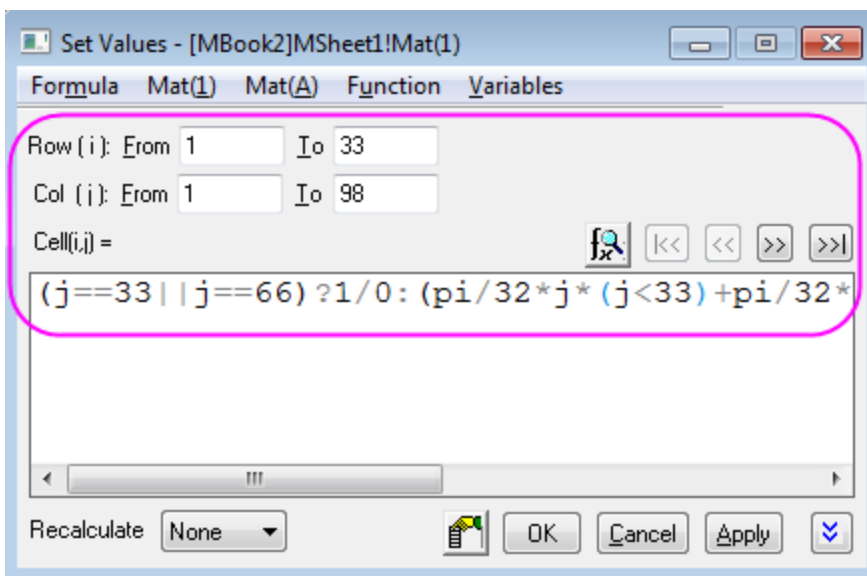 Set Values - [MBook2]MSheet1!Mat(1)
Formula Mat(1) Mat(A) Function Variables
Row (i): From 1 To 33
Col (j): From 1 To 98
Cell(i,j) =
fx |<< << >> >>|
(j==33||j==66)?1/0:(pi/32*j*(j<33)+pi/32*
Recalculate None OK Cancel Apply